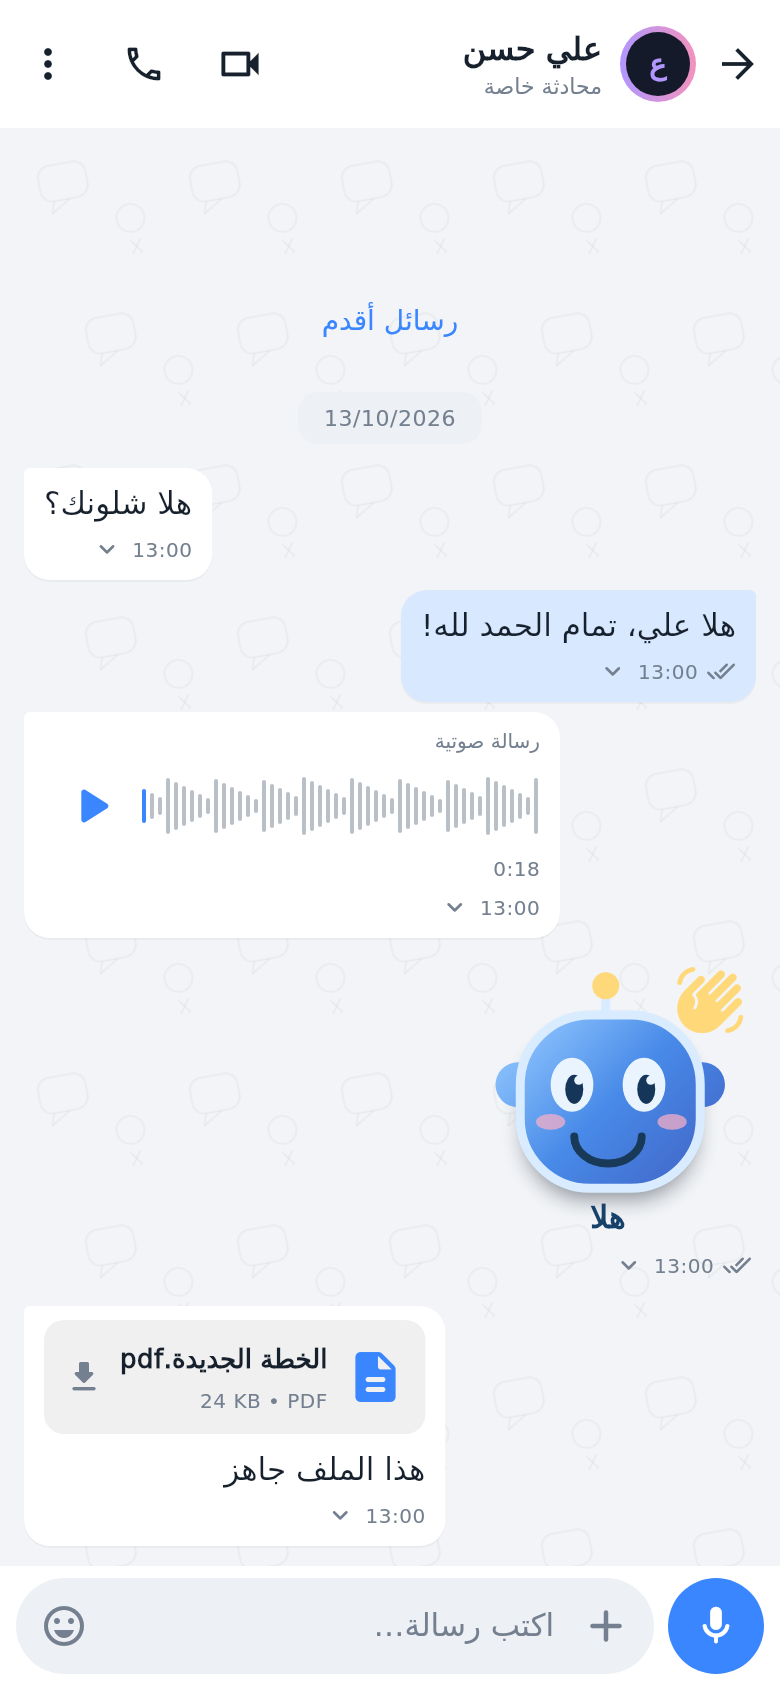 علي حسن
محادثة خاصة
ع
رسائل أقدم
13/10/2026
هلا شلونك؟
13:00
هلا علي، تمام الحمد لله!
13:00
رسالة صوتية
0:18
13:00
هلا
13:00
الخطة الجديدة.pdf
24 KB • PDF
هذا الملف جاهز
13:00
اكتب رسالة...